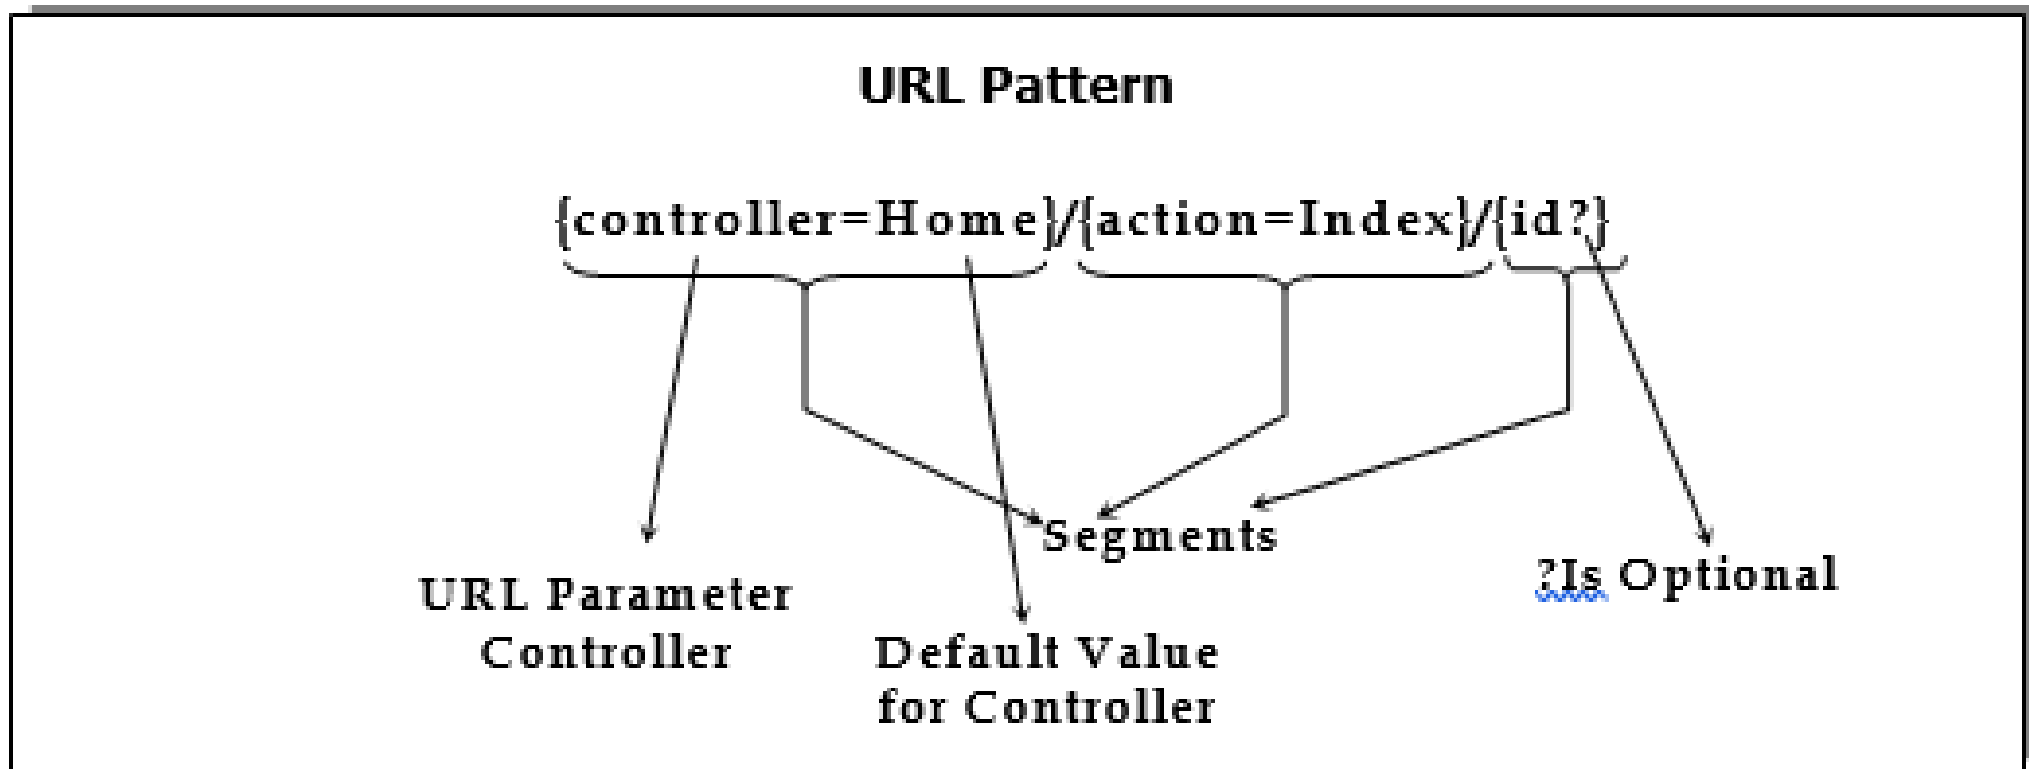 URL Pattern
{controller=Home}/{action=Index}/{id?}
Segments
?Is Optional
URL Parameter
Controller
Default Value
for Controller